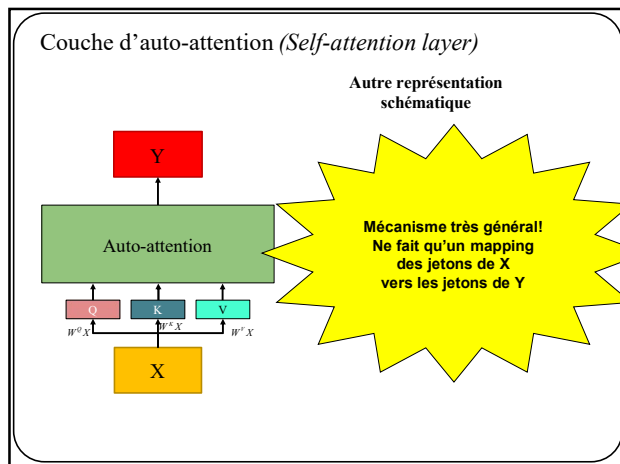 Couche d’auto-attention (Self-attention layer)
Autre représentation
schématique
Y
Auto-attention
Mécanisme très général!
Ne fait qu’un mapping
des jetons de X
vers les jetons de Y
Q K V
W^Q X W^K X W^V X
X